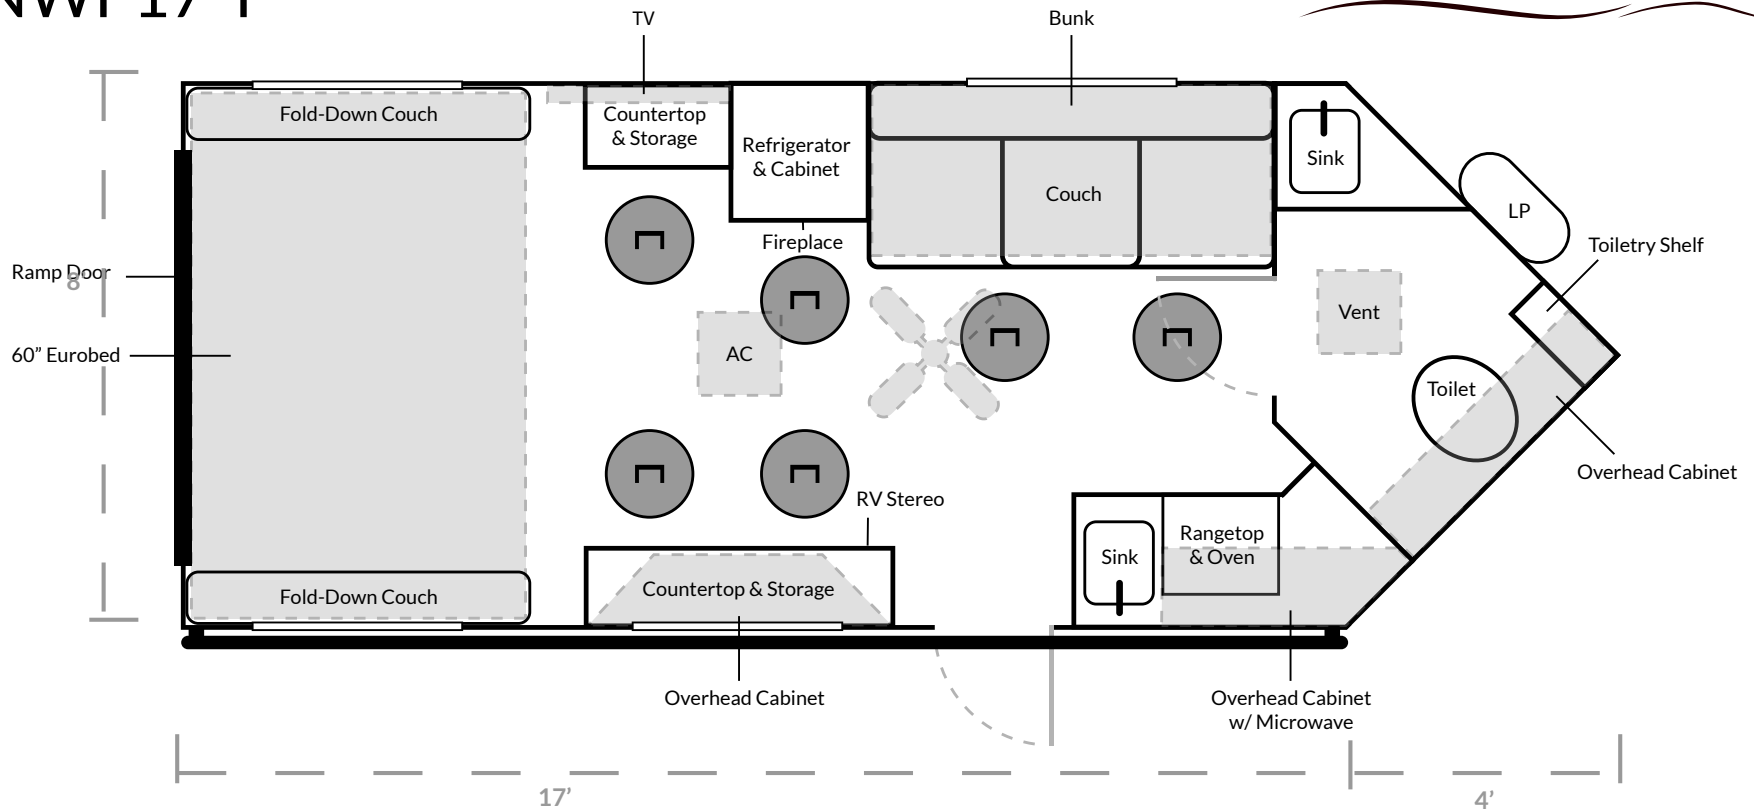 TV
Bunk
Fold-Down Couch
Countertop
& Storage
Refrigerator
& Cabinet
Sink
Couch
LP
Fireplace
Toiletry Shelf
Ramp Door
8’
Vent
60” Eurobed
AC
Toilet
Overhead Cabinet
RV Stereo
Rangetop
& Oven
Sink
Countertop & Storage
Fold-Down Couch
Overhead Cabinet
Overhead Cabinet
w/ Microwave
17’
4’